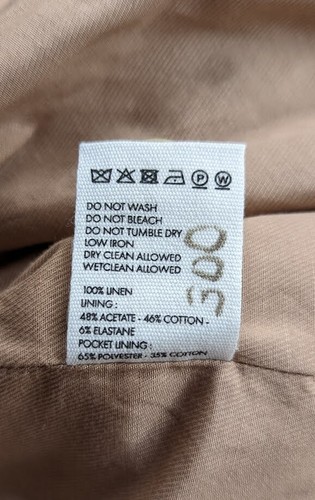 DO NOT WASH
DO NOT BLEACH
DO NOT TUMBLE DRY
LOW IRON
DRY CLEAN ALLOWED
WETCLEAN ALLOWED
300
100% LINEN
LINING :
48% ACETATE - 46% COTTON -
6% ELASTANE
POCKET LINING :
65% POLYESTER - 35% COTTON